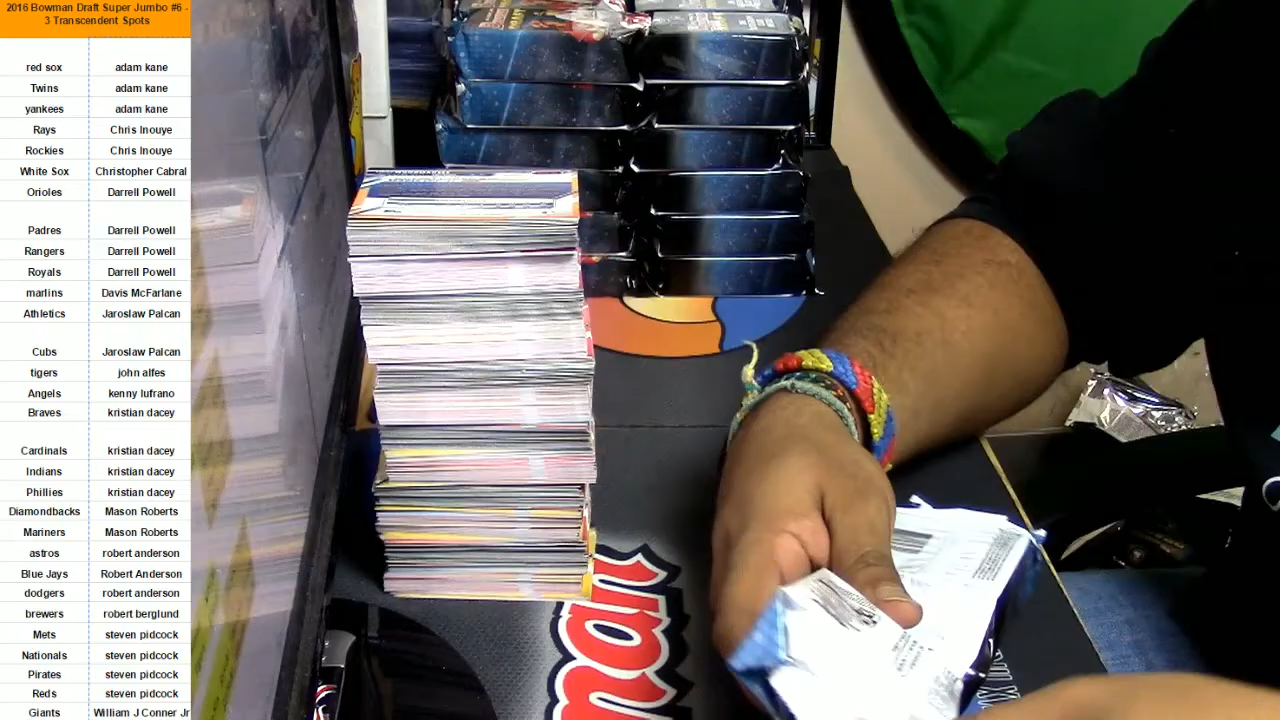 2016 Bowman Draft Super Jumbo #6 -
3 Transcendent Spots
red sox adam kane
Twins adam kane
yankees adam kane
Rays Chris Inouye
Rockies Chris Inouye
White Sox Christopher Cabral
Orioles Darrell Powell
Padres Darrell Powell
Rangers Darrell Powell
Royals Darrell Powell
marlins Davis McFarlane
Athletics Jaroslaw Palcan
Cubs Jaroslaw Palcan
tigers john alfes
Angels kenny lufrano
Braves kristian dacey
Cardinals kristian dacey
Indians kristian dacey
Phillies kristian dacey
Diamondbacks Mason Roberts
Mariners Mason Roberts
astros robert anderson
Blue Jays Robert Anderson
dodgers robert anderson
brewers robert berlund
Mets steven pidcock
Nationals steven pidcock
Pirates steven pidcock
Reds steven pidcock
Giants William J Conner Jr